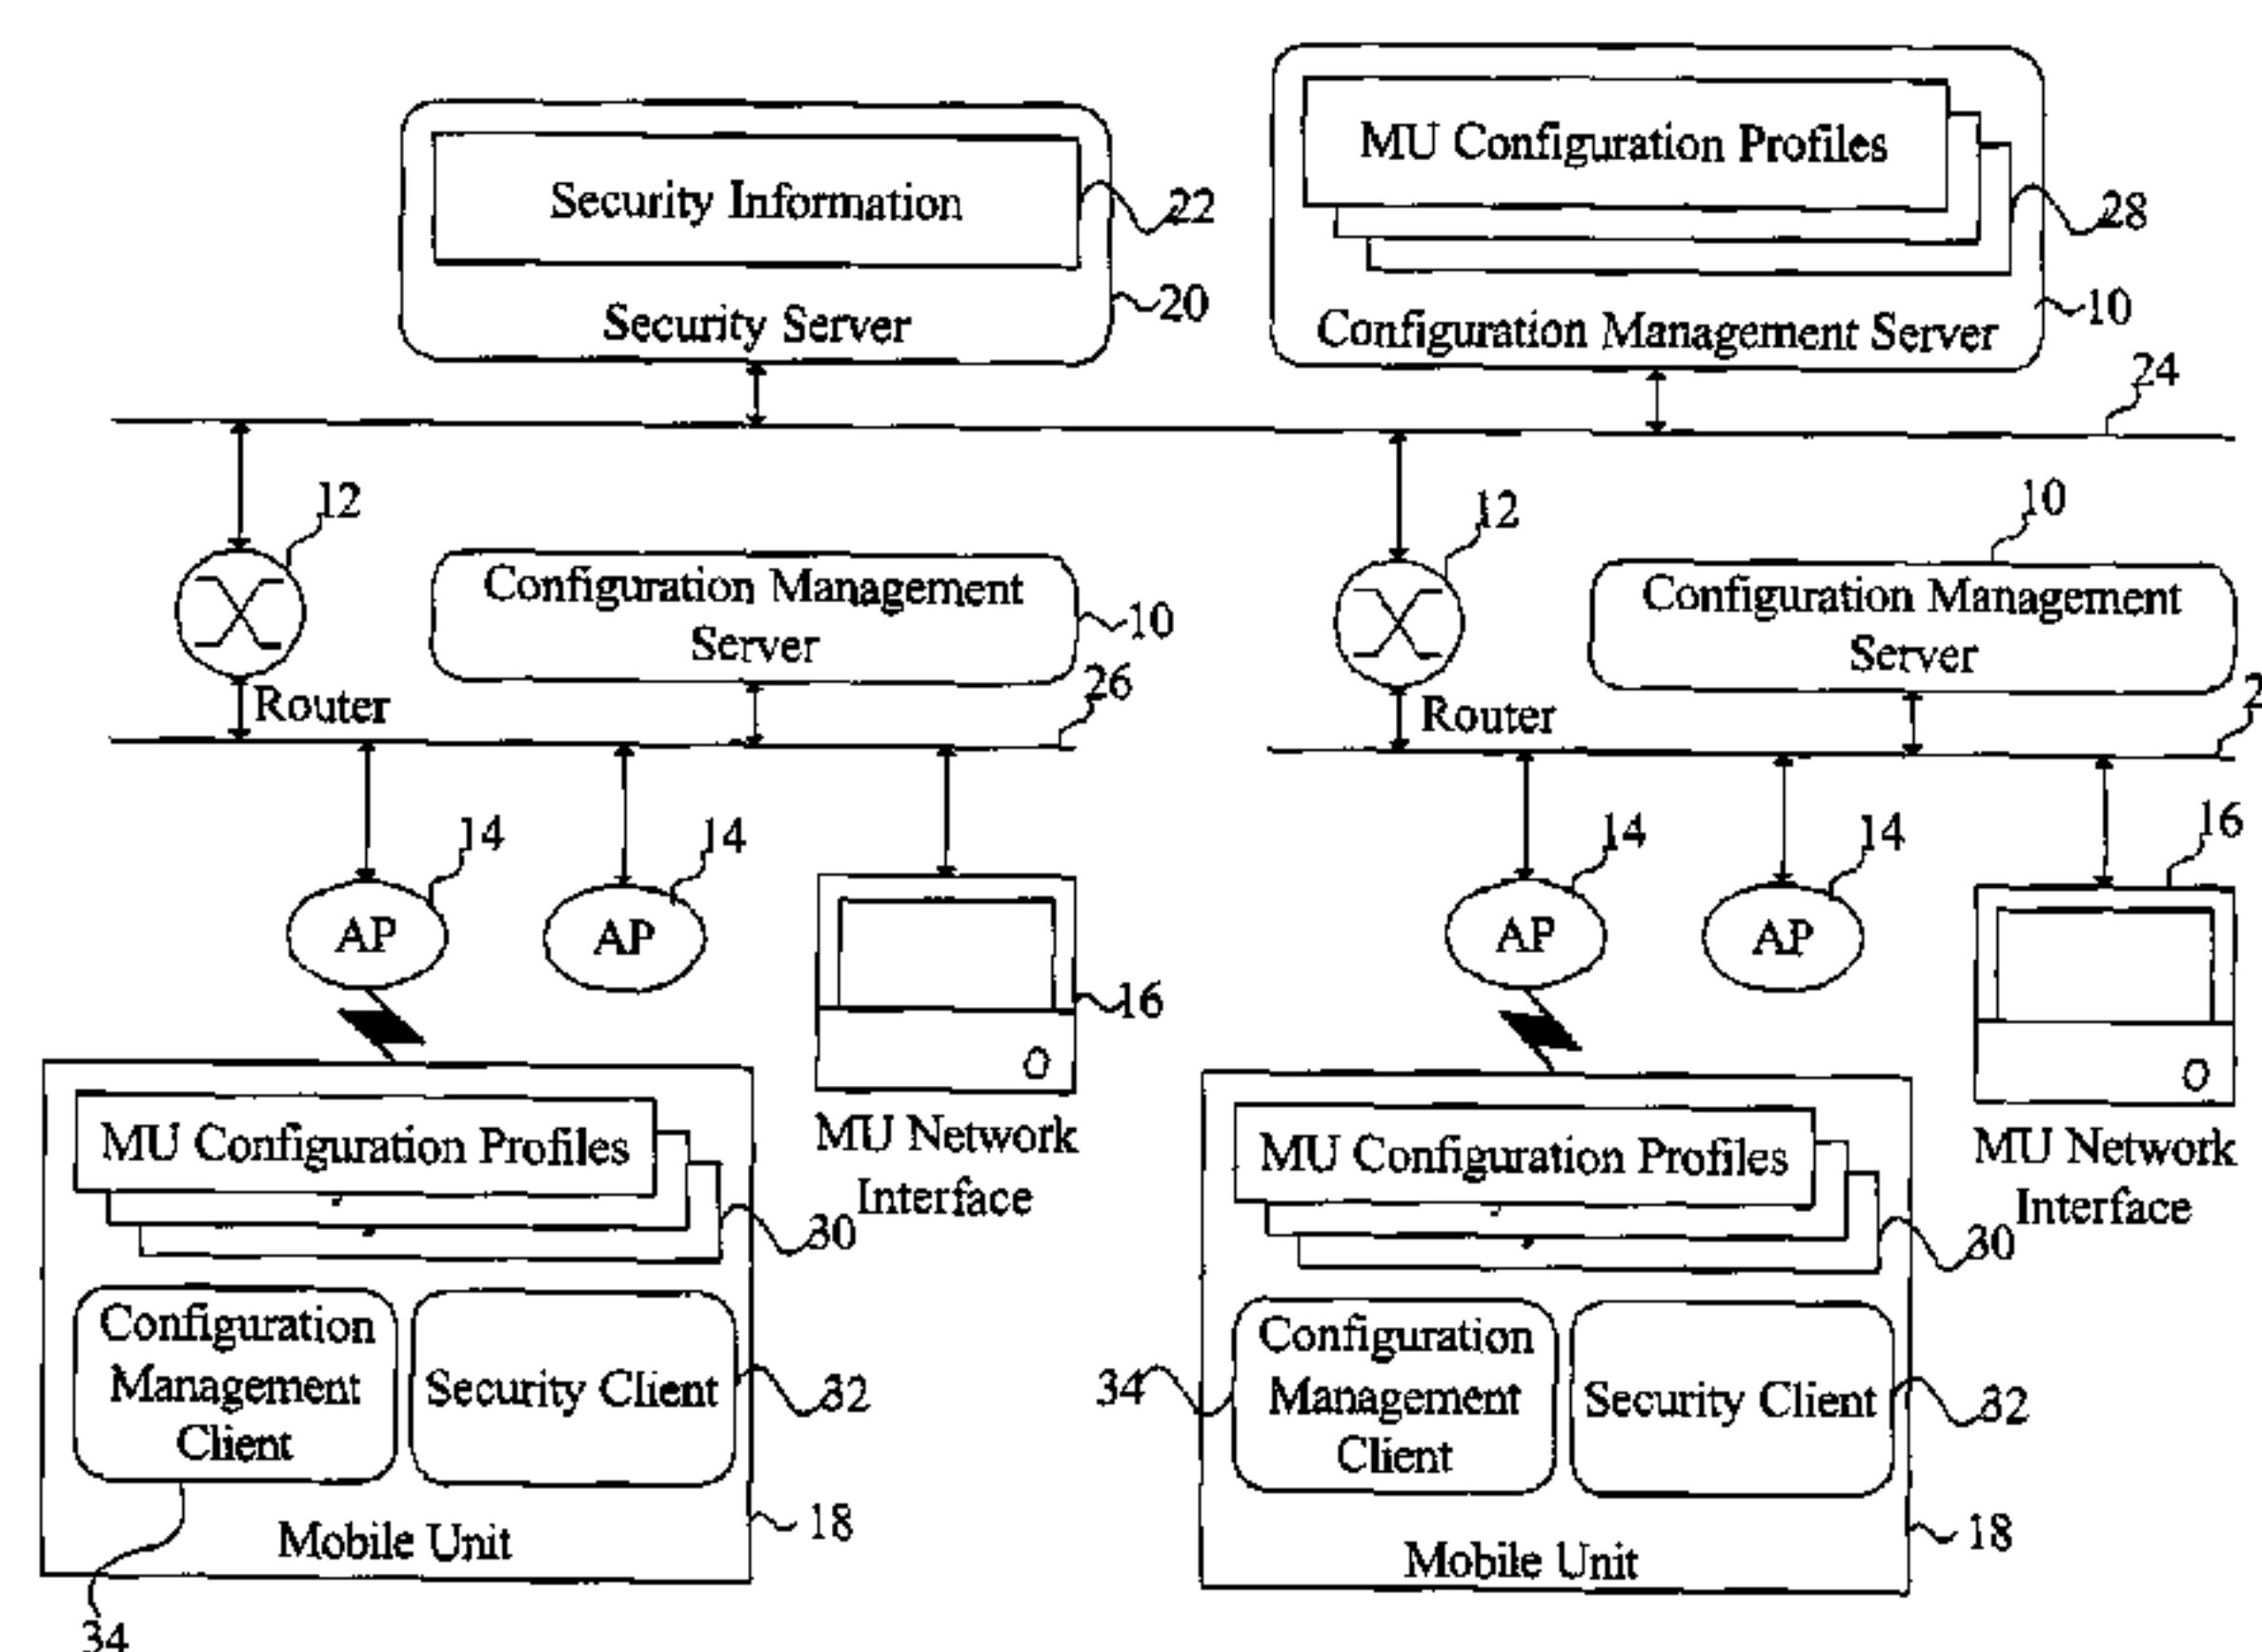 MU Configuration Profiles
Security Information
22
28
Security Server
20
Configuration Management Server
10
24
12
Configuration Management
Server
10
Router
26
12
10
Configuration Management
Server
Router
2
14
14
14
14
16
AP
AP
16
AP
AP
MU Network
Interface
MU Network
Interface
MU Configuration Profiles
30
Configuration
Management
Client
Security Client
32
Mobile Unit
18
34
MU Configuration Profiles
30
34
Configuration
Management
Client
Security Client
32
Mobile Unit
18